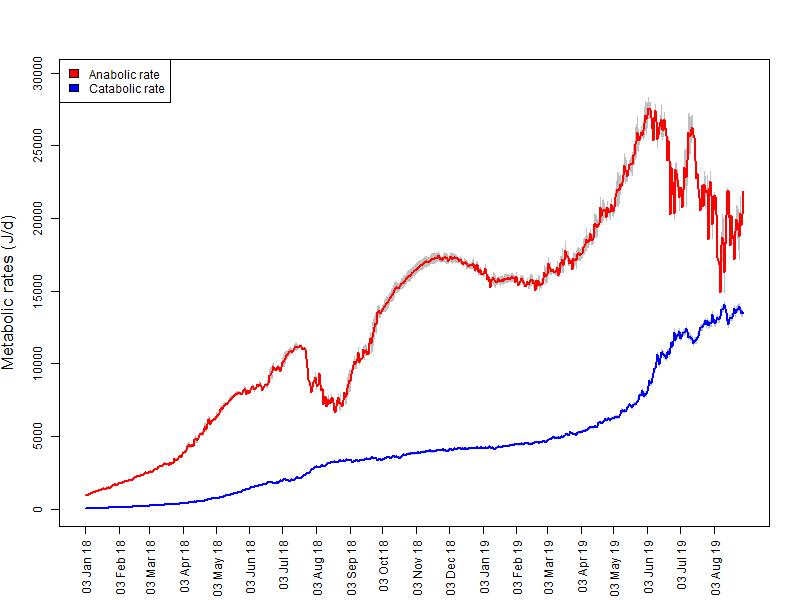 Anabolic rate
Catabolic rate
Metabolic rates (J/d)
30000
25000
20000
15000
10000
5000
0
03 Jan 18
03 Feb 18
03 Mar 18
03 Apr 18
03 May 18
03 Jun 18
03 Jul 18
03 Aug 18
03 Sep 18
03 Oct 18
03 Nov 18
03 Dec 18
03 Jan 19
03 Feb 19
03 Mar 19
03 Apr 19
03 May 19
03 Jun 19
03 Jul 19
03 Aug 19